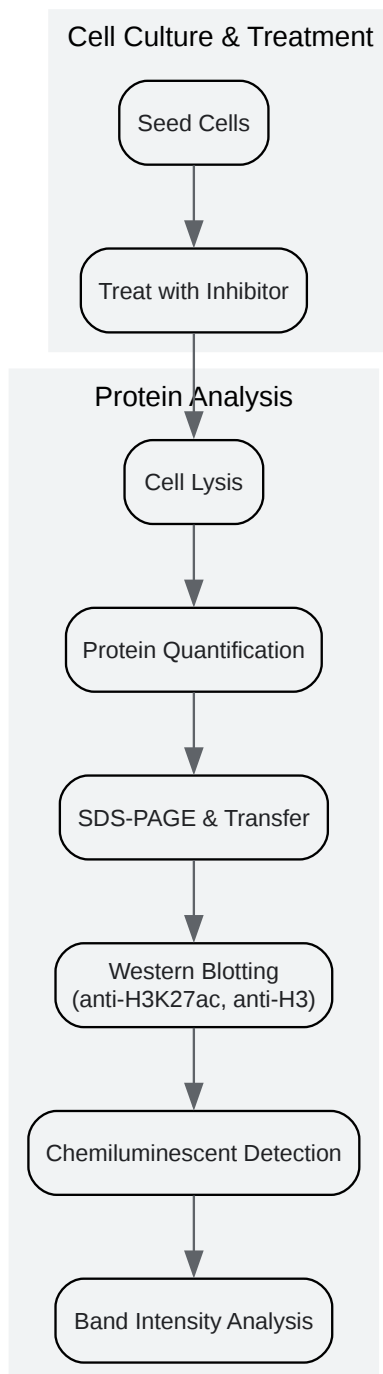 Cell Culture & Treatment
Seed Cells
Treat with Inhibitor
Protein Analysis
Cell Lysis
Protein Quantification
SDS-PAGE & Transfer
Western Blotting
(anti-H3K27ac, anti-H3)
Chemiluminescent Detection
Band Intensity Analysis